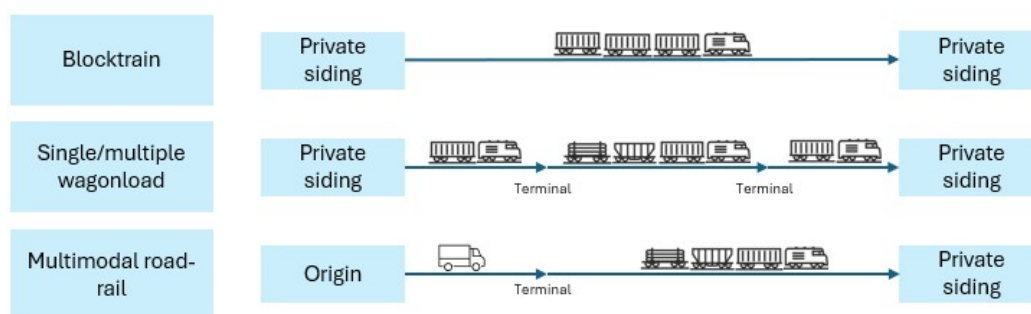 Blocktrain
Private
siding
Private
siding
Single/multiple
wagonload
Private
siding
Terminal
Terminal
Private
siding
Multimodal road-
rail
Origin
Terminal
Private
siding